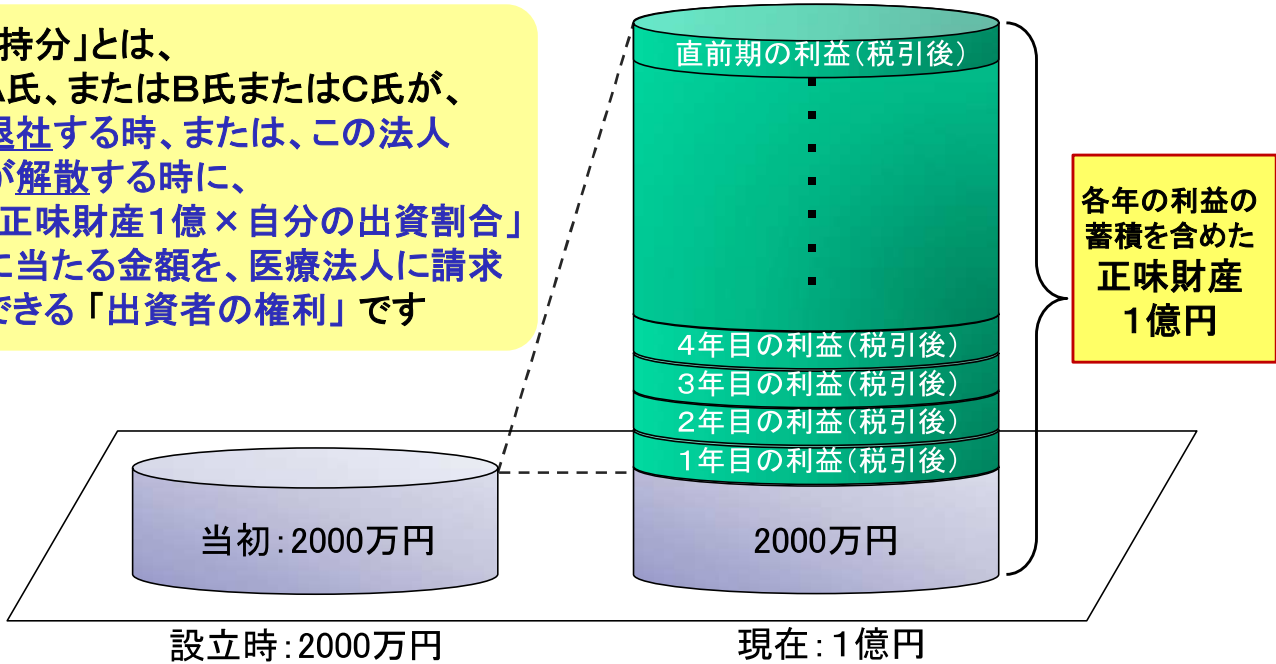 持分」とは、
氏、またはB氏またはC氏が、
退社する時、または、この法人
が解散する時に、
正味財産1億×自分の出資割合」
に当たる金額を、医療法人に請求
できる「出資者の権利」です
直前期の利益(税引後)
4年目の利益(税引後)
3年目の利益(税引後)
2年目の利益(税引後)
1年目の利益(税引後)
各年の利益の
蓄積を含めた
正味財産
1億円
当初:2000万円
2000万円
設立時:2000万円
現在:1億円